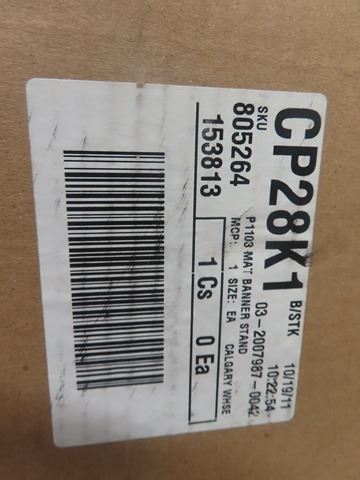 CP28K1 B/STK 10/19/11
10:22:54
SKU 03-2007987-0042
805264 P1103 MAT BANNER STAND
MCP: 1 SIZE: EA CALGARY WHSE
153813 1 Cs 0 Ea